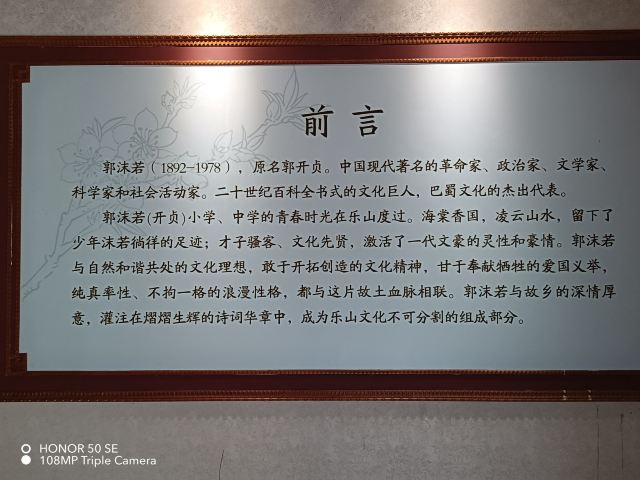 前言
郭沫若（1892-1978），原名郭开贞。中国现代著名的革命家、政治家、文学家、
科学家和社会活动家。二十世纪百科全书式的文化巨人，巴蜀文化的杰出代表。
郭沫若(开贞)小学、中学的青春时光在乐山度过。海棠香国，凌云山水，留下了
少年沫若徜徉的足迹；才子骚客、文化先贤，激活了一代文豪的灵性和豪情。郭沫若
与自然和谐共处的文化理想，敢于开拓创造的文化精神，甘于奉献牺牲的爱国义举，
纯真率性、不拘一格的浪漫性格，都与这片故土血脉相联。郭沫若与故乡的深情厚
意，灌注在熠熠生辉的诗词华章中，成为乐山文化不可分割的组成部分。
HONOR 50 SE
108MP Triple Camera